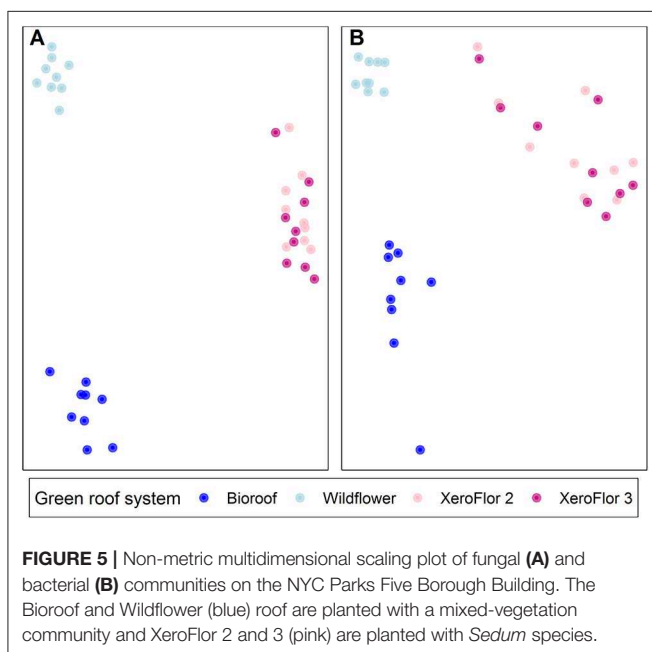 A
B
Green roof system Bioroof Wildflower XeroFlor 2 XeroFlor 3
FIGURE 5 | Non-metric multidimensional scaling plot of fungal (A) and
bacterial (B) communities on the NYC Parks Five Borough Building. The
Bioroof and Wildflower (blue) roof are planted with a mixed-vegetation
community and XeroFlor 2 and 3 (pink) are planted with Sedum species.